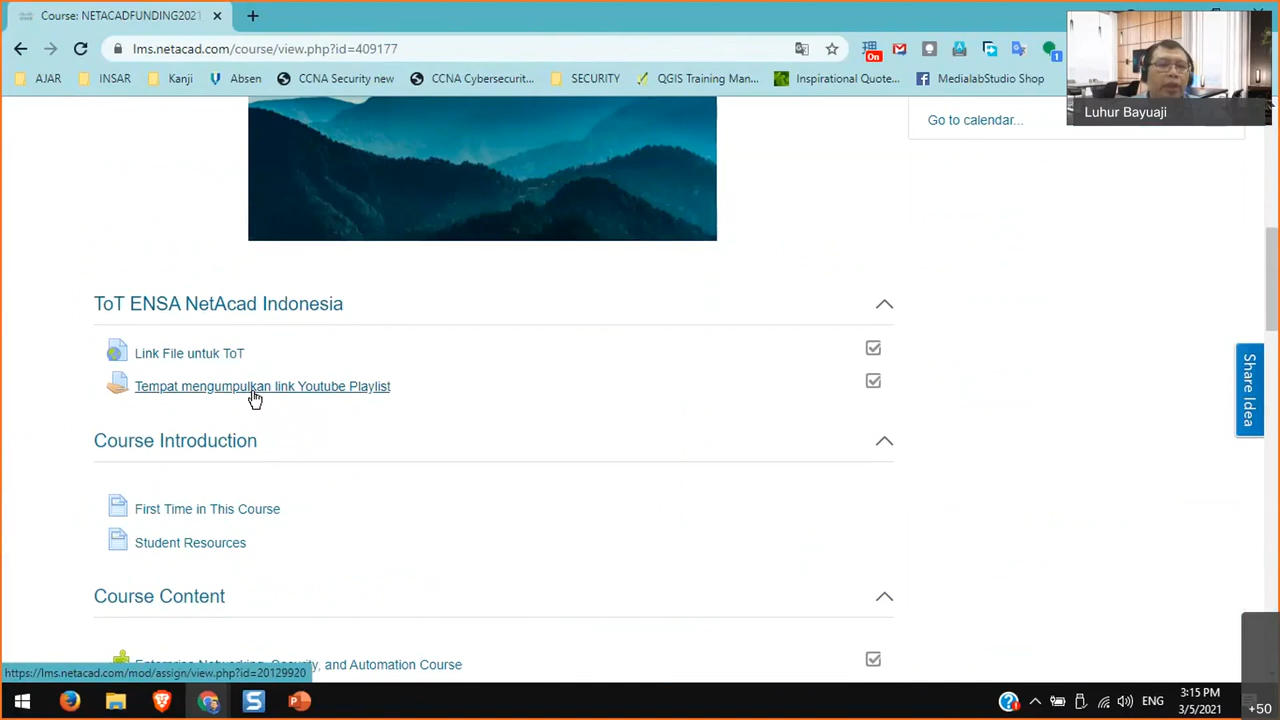 Course: NETACADFUNDING2021
lms.netacad.com/course/view.php?id=409177
On
1
AJAR
INSAR
Kanji
Absen
CCNA Security new
CCNA Cybersecurit...
SECURITY
QGIS Training Man...
Inspirational Quote...
MedialabStudio Shop
Luhur Bayuaji
Go to calendar...
ToT ENSA NetAcad Indonesia
Link File untuk ToT
Tempat mengumpulkan link Youtube Playlist
Share Idea
Course Introduction
First Time in This Course
Student Resources
Course Content
Enterprise Networking, Security, and Automation Course
https://lms.netacad.com/mod/assign/view.php?id=20129920
ENG
3:15 PM
3/5/2021
+50